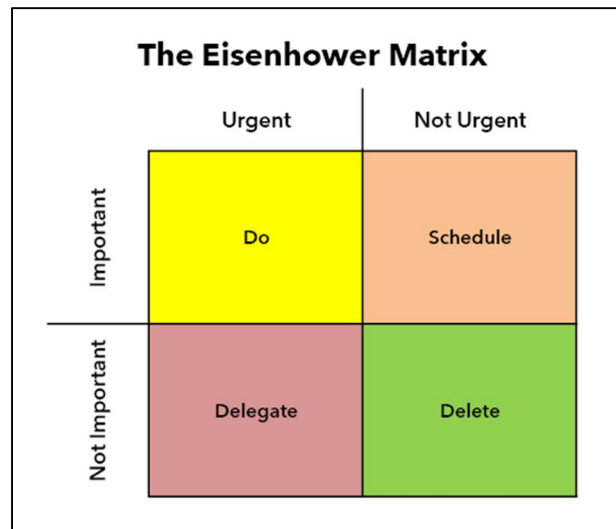 The Eisenhower Matrix
Urgent
Not Urgent
Important
Do
Schedule
Not Important
Delegate
Delete